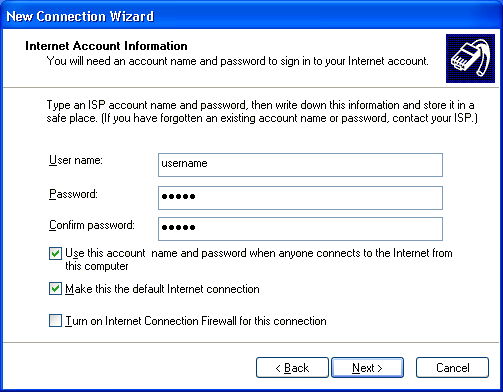 New Connection Wizard
Internet Account Information
You will need an account name and password to sign in to your Internet account.
Type an ISP account name and password, then write down this information and store it in a
safe place. (If you have forgotten an existing account name or password, contact your ISP.)
User name:
username
Password:
•••••
Confirm password:
•••••
Use this account name and password when anyone connects to the Internet from
this computer
Make this the default Internet connection
Turn on Internet Connection Firewall for this connection
< Back
Next >
Cancel